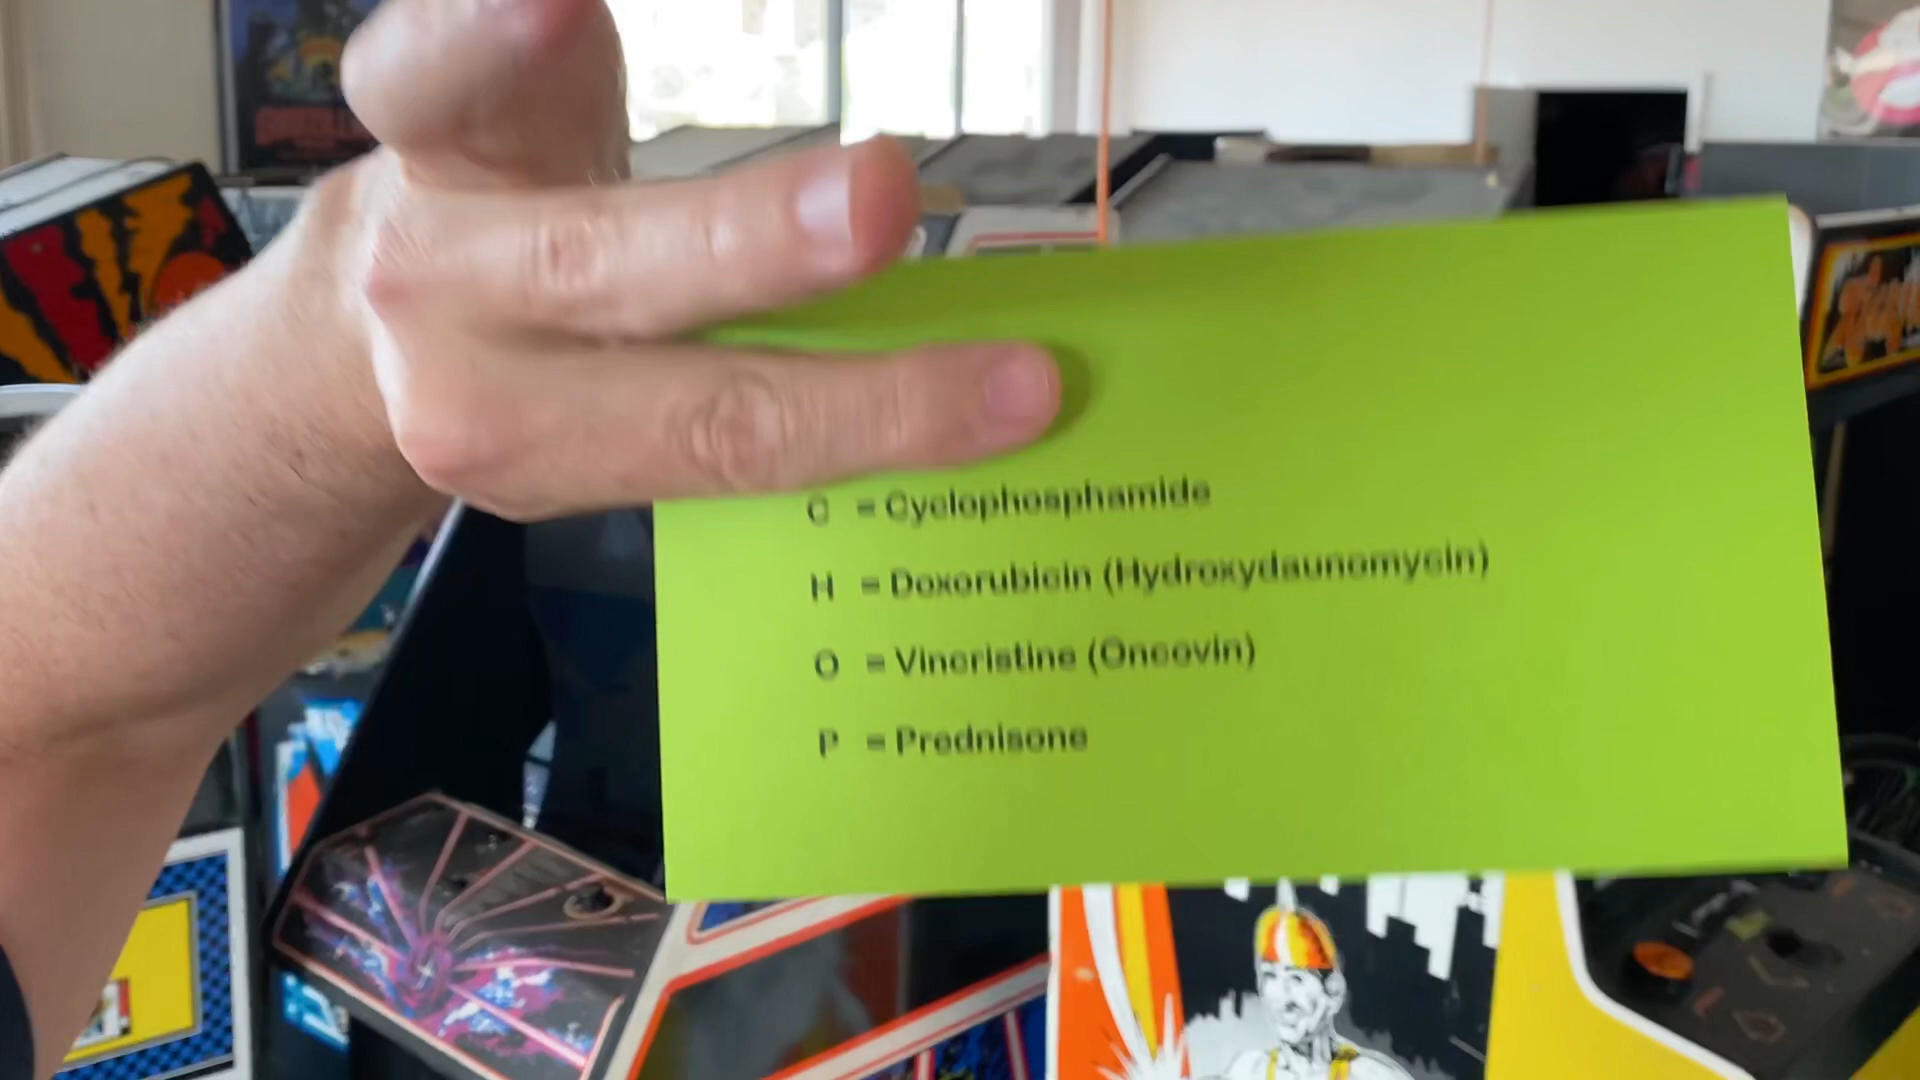 C = Cyclophosphamide
H = Doxorubicin (Hydroxydaunomycin)
O = Vincristine (Oncovin)
P = Prednisone